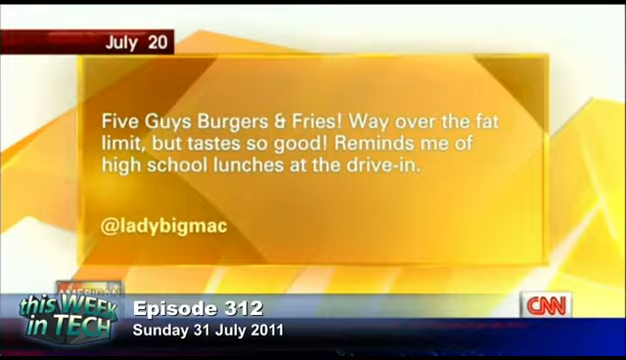 July 20
Five Guys Burgers & Fries! Way over the fat
limit, but tastes so good! Reminds me of
high school lunches at the drive-in.
@ladybigmac
AMERICAN
this WEEK
in TECH
Episode 312
Sunday 31 July 2011
CNN